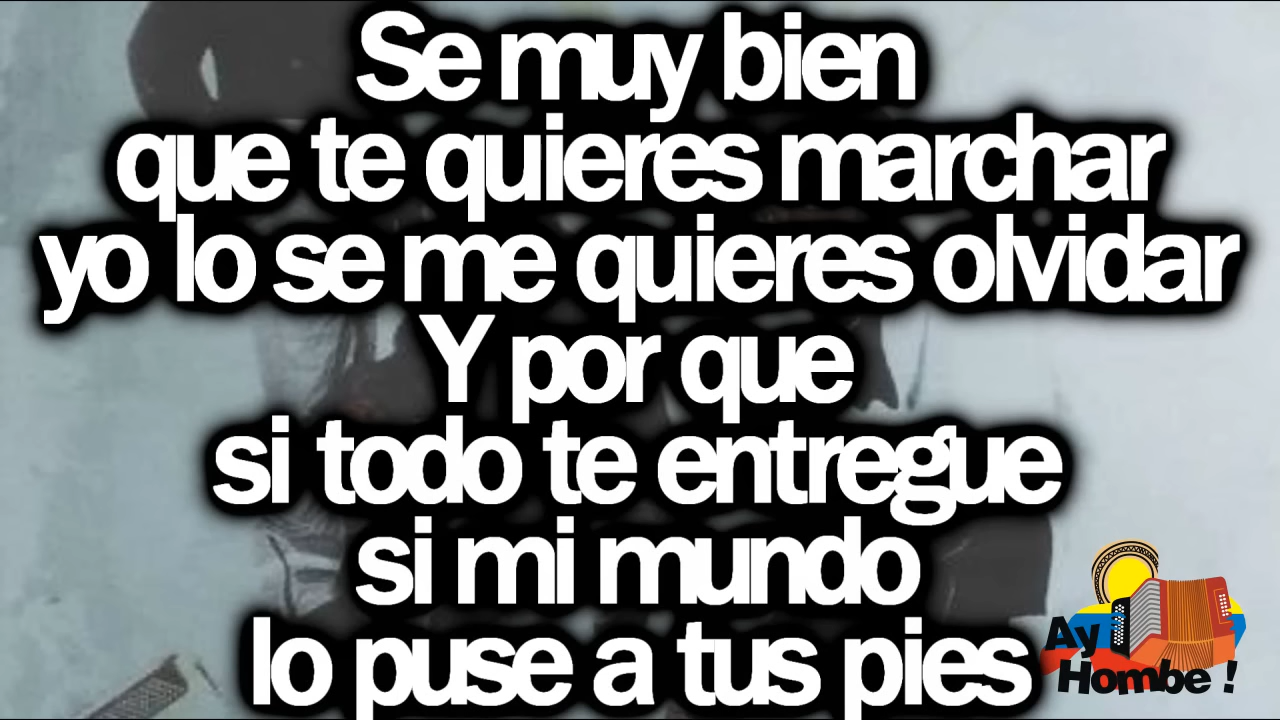 Se muy bien
que te quieres marchar
yo lo se me quieres olvidar
Y por que
si todo te entregue
si mi mundo
lo puse a tus pies
Ay
Hombe !